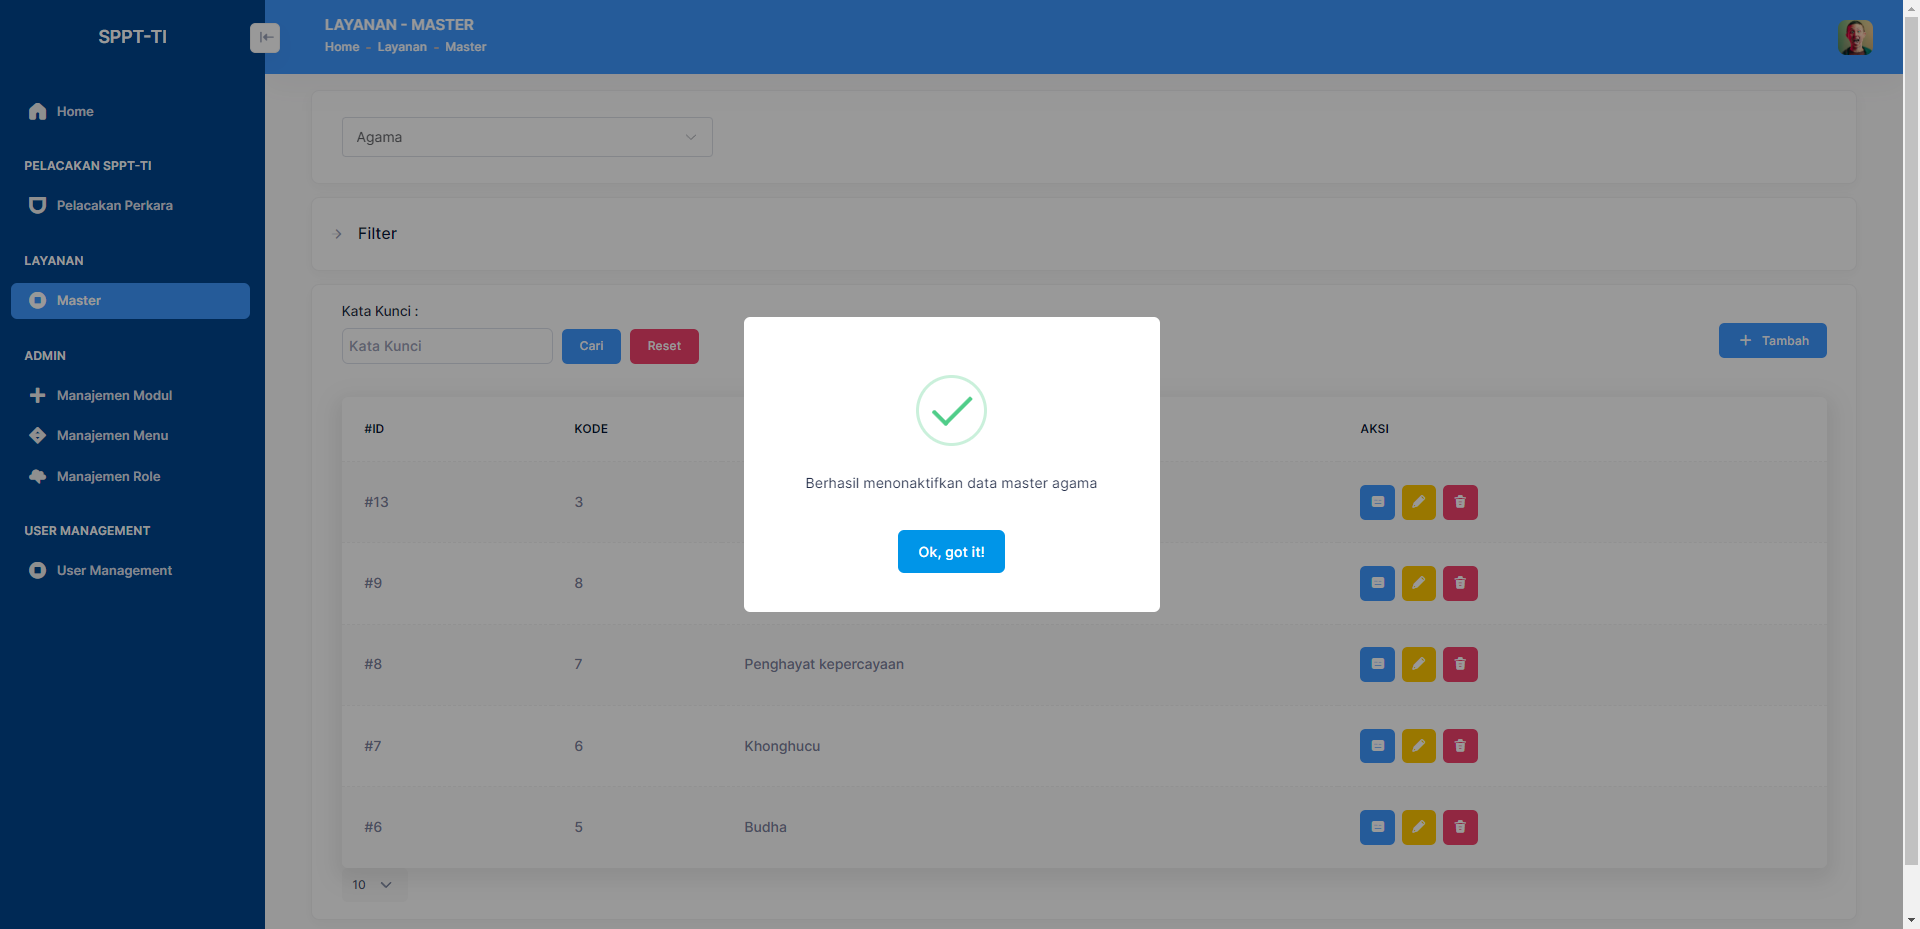 SPPT-TI
LAYANAN - MASTER
Home - Layanan - Master
Home
PELACAKAN SPPT-TI
Pelacakan Perkara
LAYANAN
Master
ADMIN
Manajemen Modul
Manajemen Menu
Manajemen Role
USER MANAGEMENT
User Management
Agama
Filter
Kata Kunci :
Kata Kunci
Cari
Reset
Tambah
#ID KODE AKSI
#13 3
#9 8
#8 7 Penghayat kepercayaan
#7 6 Khonghucu
#6 5 Budha
10
Berhasil menonaktifkan data master agama
Ok, got it!